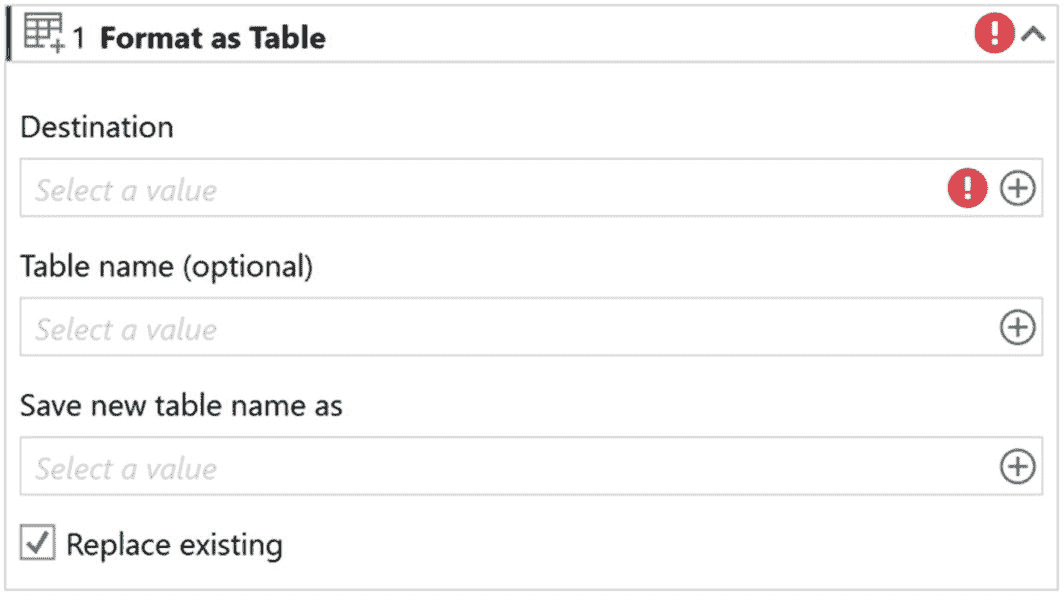 1 Format as Table
Destination
Select a value
Table name (optional)
Select a value
Save new table name as
Select a value
Replace existing